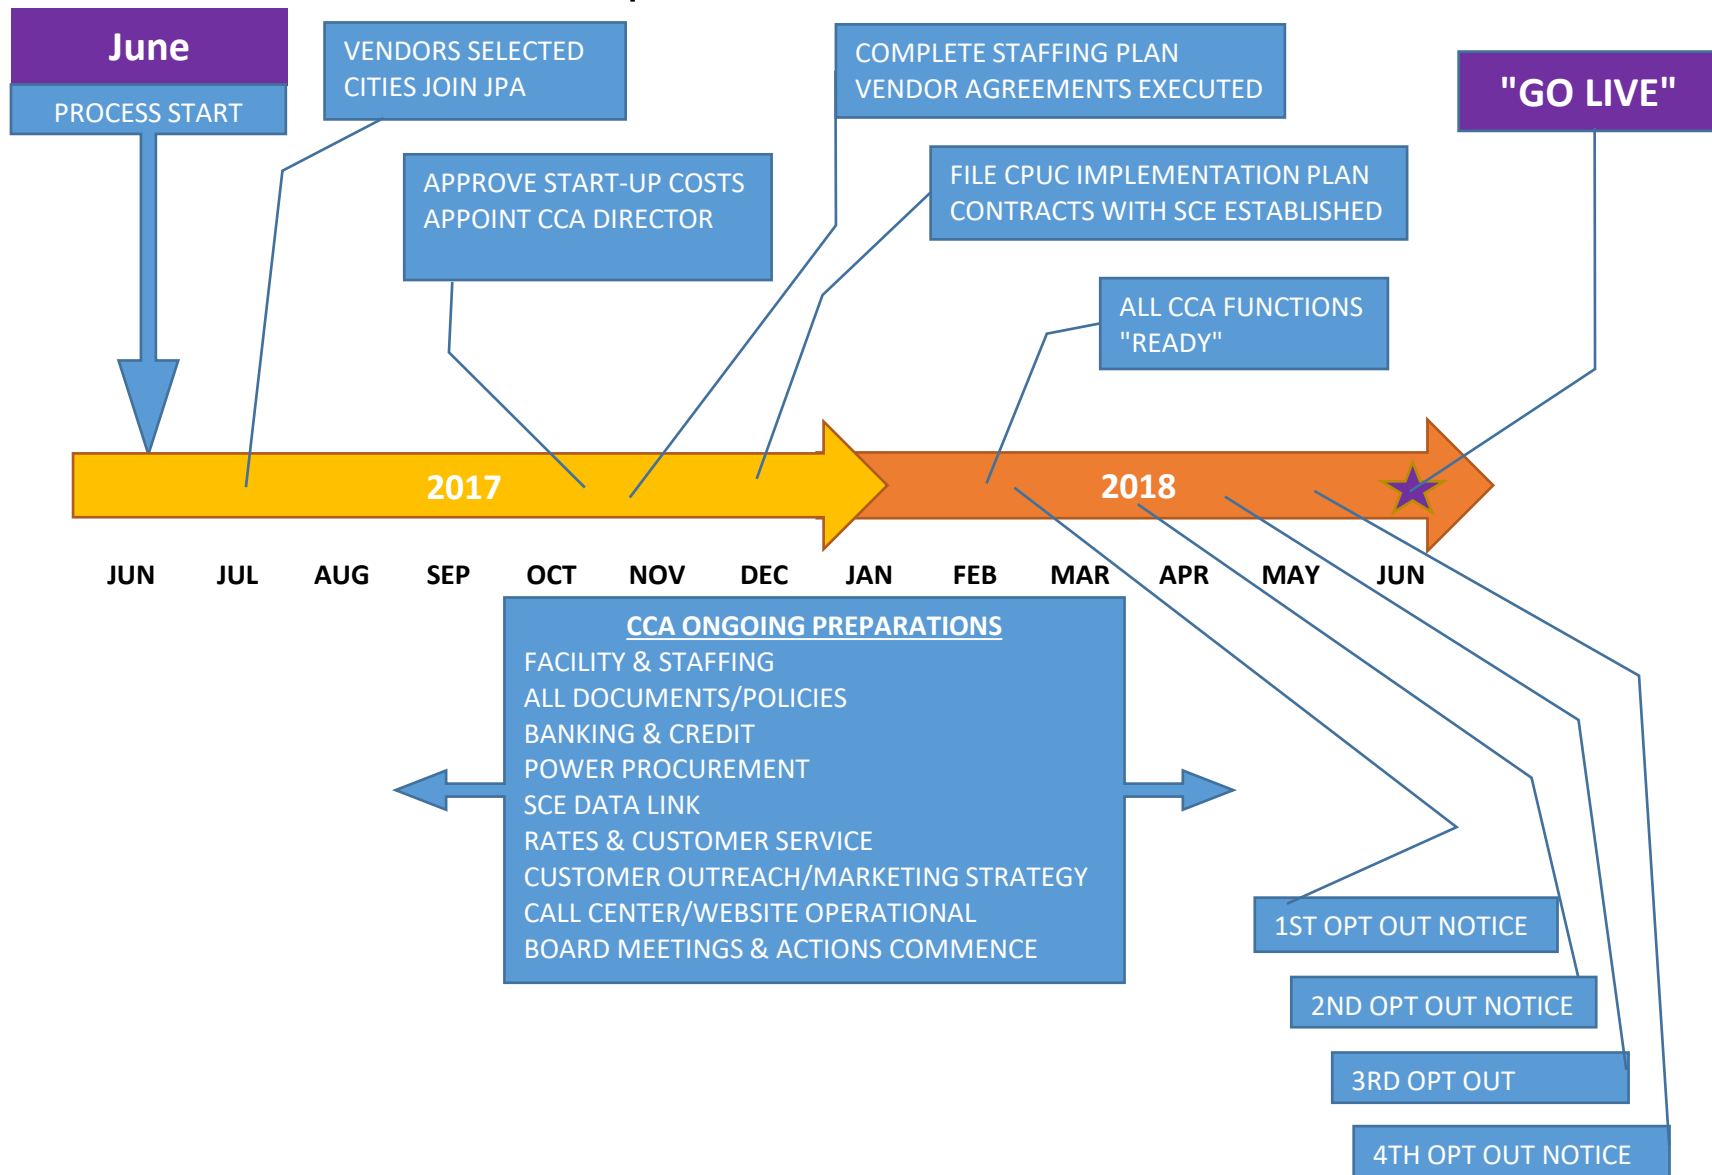 June
PROCESS START
VENDORS SELECTED
CITIES JOIN JPA
APPROVE START-UP COSTS
APPOINT CCA DIRECTOR
COMPLETE STAFFING PLAN
VENDOR AGREEMENTS EXECUTED
FILE CPUC IMPLEMENTATION PLAN
CONTRACTS WITH SCE ESTABLISHED
ALL CCA FUNCTIONS
"READY"
"GO LIVE"
2017
2018
JUN JUL AUG SEP OCT NOV DEC JAN FEB MAR APR MAY JUN
CCA ONGOING PREPARATIONS
FACILITY & STAFFING
ALL DOCUMENTS/POLICIES
BANKING & CREDIT
POWER PROCUREMENT
SCE DATA LINK
RATES & CUSTOMER SERVICE
CUSTOMER OUTREACH/MARKETING STRATEGY
CALL CENTER/WEBSITE OPERATIONAL
BOARD MEETINGS & ACTIONS COMMENCE
1ST OPT OUT NOTICE
2ND OPT OUT NOTICE
3RD OPT OUT
4TH OPT OUT NOTICE